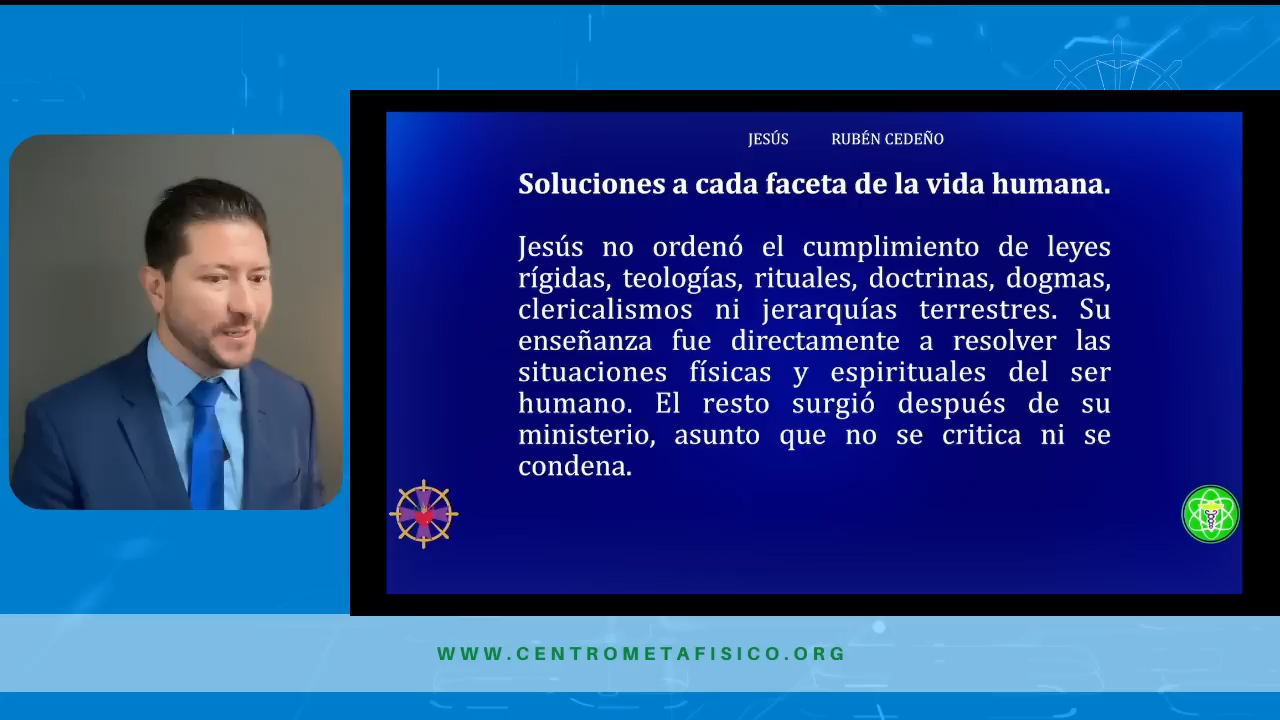 JESÚS RUBÉN CEDEÑO
Soluciones a cada faceta de la vida humana.
Jesús no ordenó el cumplimiento de leyes
rígidas, teologías, rituales, doctrinas, dogmas,
clericalismos ni jerarquías terrestres. Su
enseñanza fue directamente a resolver las
situaciones físicas y espirituales del ser
humano. El resto surgió después de su
ministerio, asunto que no se critica ni se
condena.
WWW.CENTROMETAFISICO.ORG